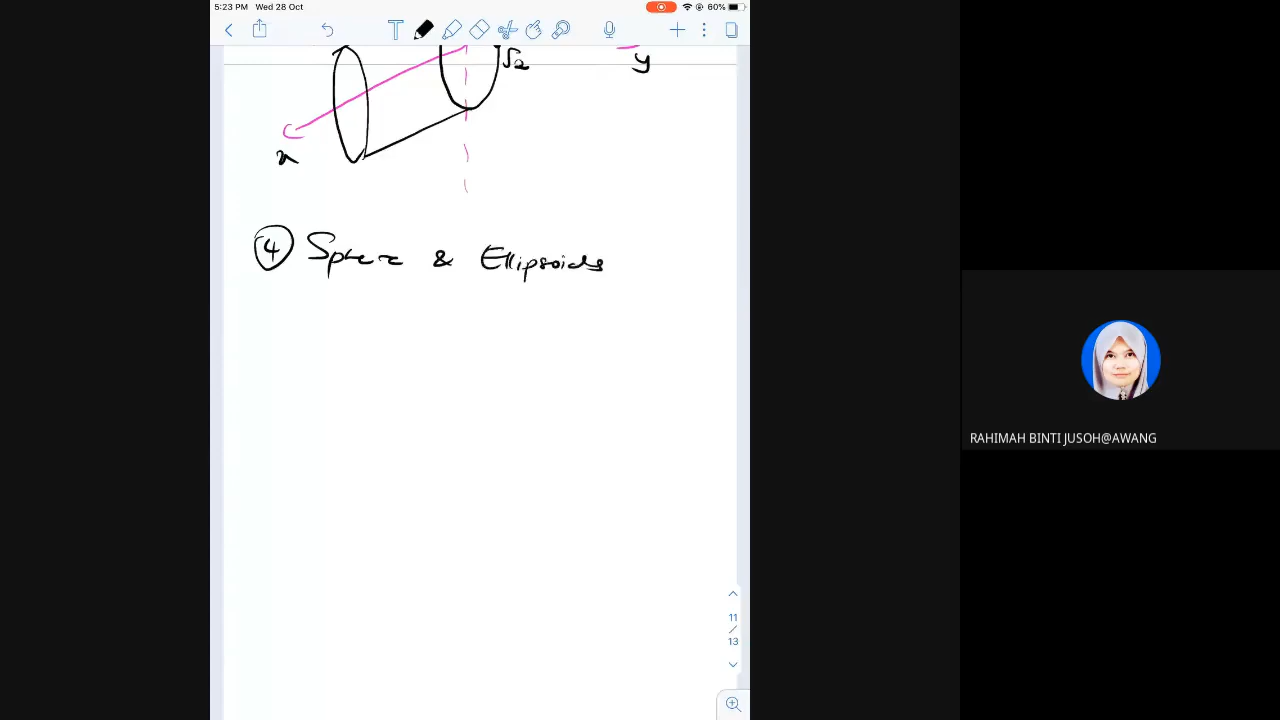 5:23 PM Wed 28 Oct
60%
T
√2
y
x
④ Sphere & Ellipsoids
RAHIMAH BINTI JUSOH@AWANG
11
/
13